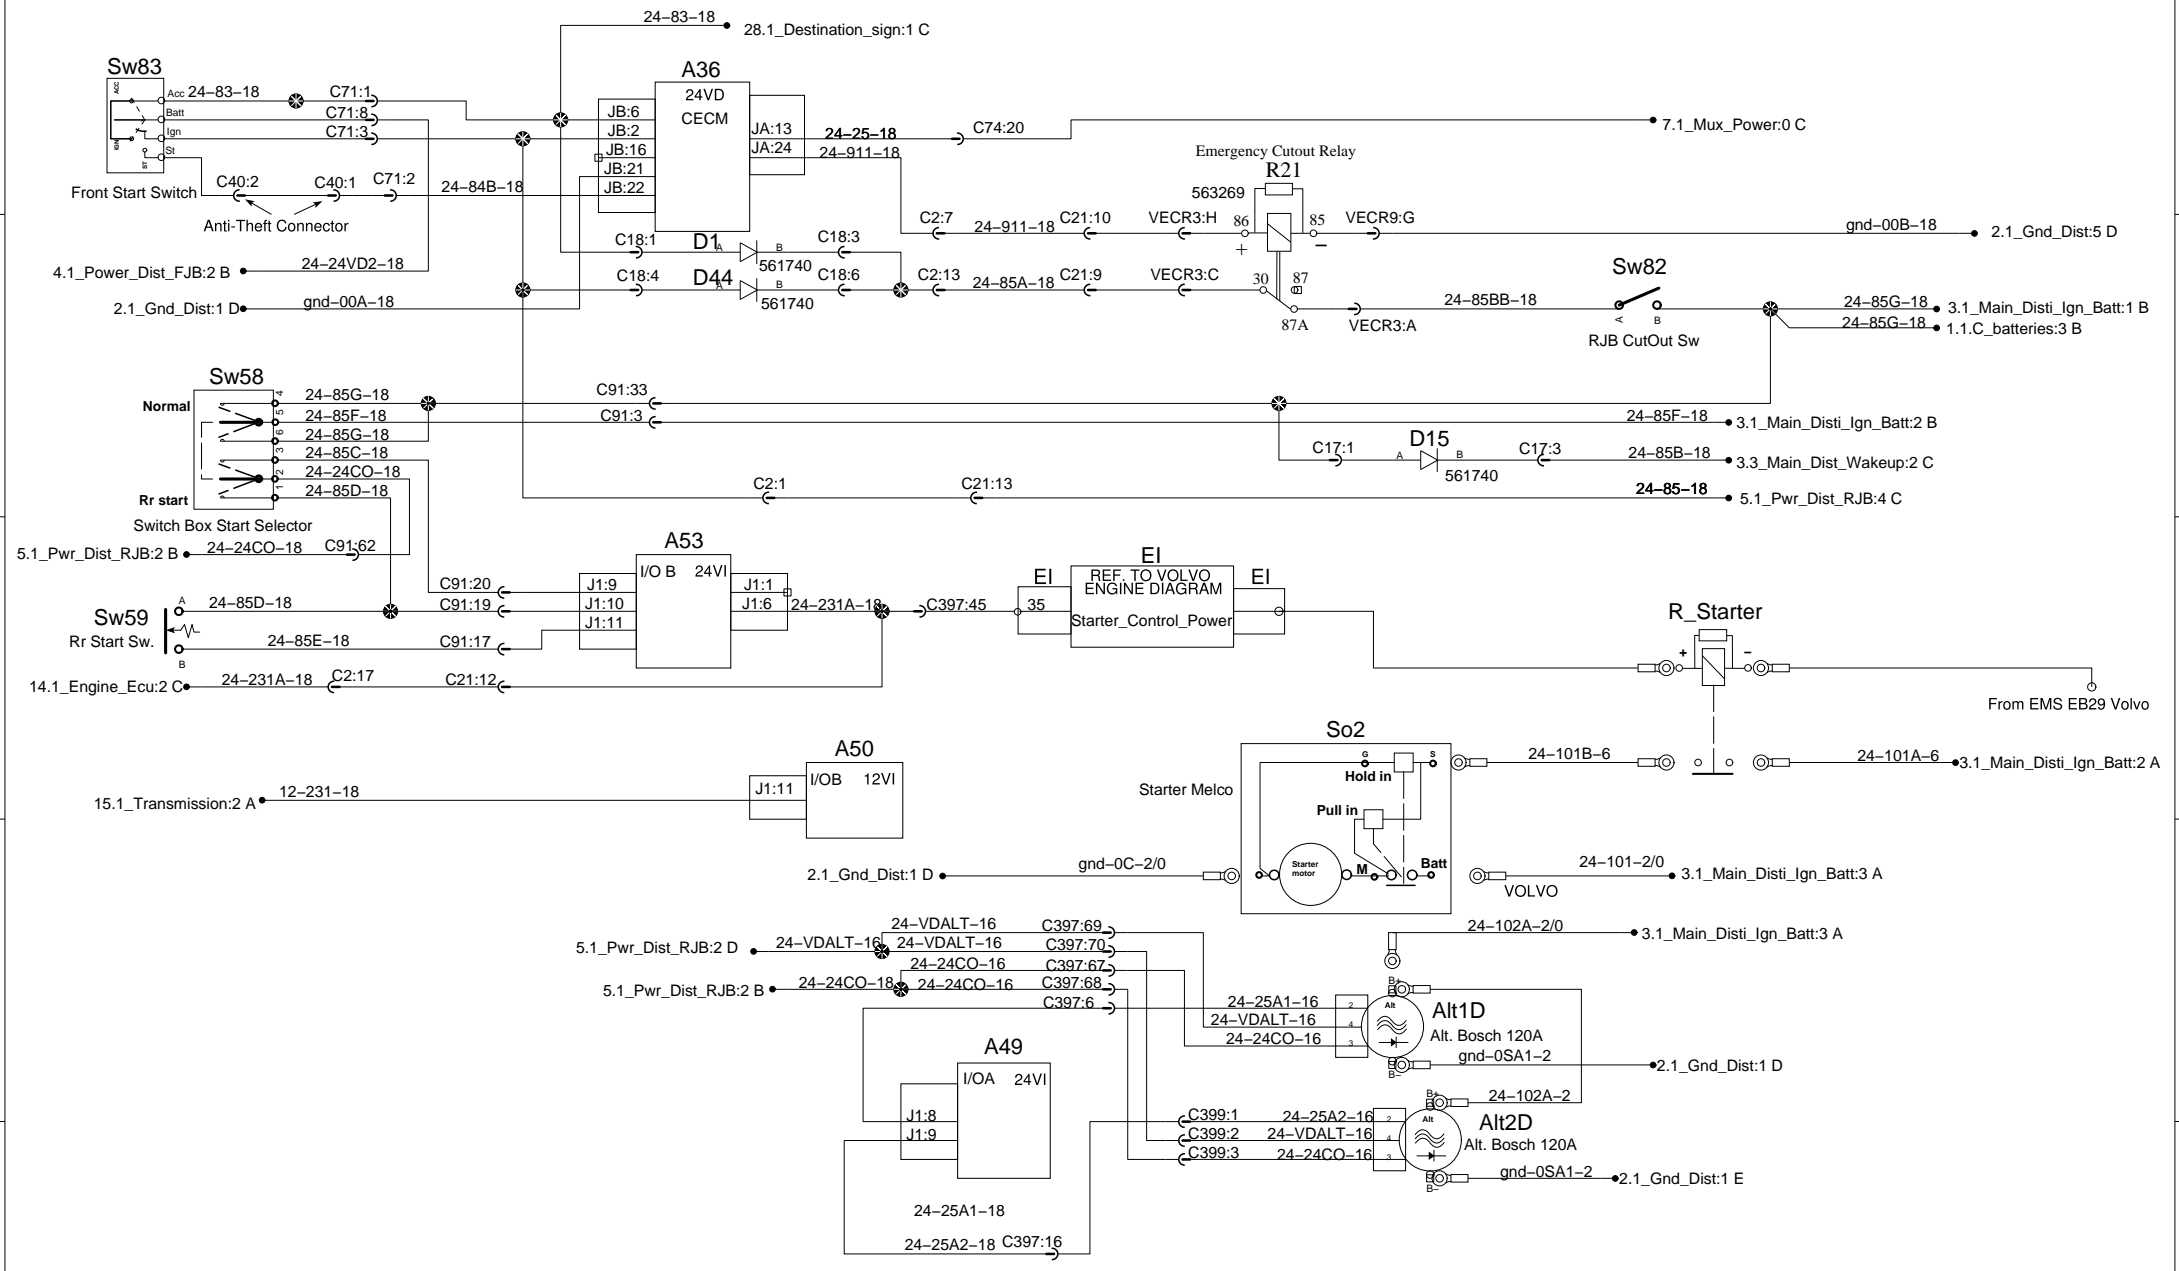 24-83-18
28.1_Destination_sign:1 C
Sw83
A36
ACC
Acc
24-83-18
C71:1
24VD
CECM
Batt
C71:8
JB:6
Ign
C71:3
JB:2
JA:13
24-25-18
C74:20
7.1_Mux_Power:0 C
IGN
St
ST
JB:16
JA:24
24-911-18
Emergency Cutout Relay
R21
JB:21
Front Start Switch
C40:2
C40:1
C71:2
24-84B-18
JB:22
563269
Anti-Theft Connector
C2:7
24-911-18
C21:10
VECR3:H
86
85
+
-
VECR9:G
gnd-00B-18
2.1_Gnd_Dist:5 D
C18:1
D1
A
B
561740
C18:3
4.1_Power_Dist_FJB:2 B
24-24VD2-18
C18:4
D44
A
B
561740
C18:6
C2:13
24-85A-18
C21:9
VECR3:C
30
87
87A
Sw82
2.1_Gnd_Dist:1 D
gnd-00A-18
VECR3:A
24-85BB-18
A
B
RJB CutOut Sw
24-85G-18
3.1_Main_Disti_Ign_Batt:1 B
24-85G-18
1.1.C_batteries:3 B
Sw58
Normal
4
24-85G-18
C91:33
5
24-85F-18
C91:3
24-85F-18
3.1_Main_Disti_Ign_Batt:2 B
6
24-85G-18
3
24-85C-18
C17:1
A
D15
B
561740
C17:3
24-85B-18
3.3_Main_Dist_Wakeup:2 C
2
24-24CO-18
Rr start
1
24-85D-18
C2:1
C21:13
24-85-18
5.1_Pwr_Dist_RJB:4 C
Switch Box Start Selector
5.1_Pwr_Dist_RJB:2 B
24-24CO-18
C91:62
A53
I/O B
24VI
EI
EI
REF. TO VOLVO
ENGINE DIAGRAM
Starter_Control_Power
EI
C91:20
J1:9
J1:1
Sw59
Rr Start Sw.
A
24-85D-18
C91:19
J1:10
J1:6
24-231A-18
C397:45
35
R_Starter
J1:11
B
24-85E-18
C91:17
+
-
14.1_Engine_Ecu:2 C
24-231A-18
C2:17
C21:12
From EMS EB29 Volvo
So2
A50
I/OB
12VI
J1:11
15.1_Transmission:2 A
12-231-18
Starter Melco
G
S
Hold in
Pull in
24-101B-6
24-101A-6
3.1_Main_Disti_Ign_Batt:2 A
2.1_Gnd_Dist:1 D
gnd-0C-2/0
Starter
motor
M
Batt
24-101-2/0
3.1_Main_Disti_Ign_Batt:3 A
VOLVO
24-VDALT-16
C397:69
24-102A-2/0
3.1_Main_Disti_Ign_Batt:3 A
5.1_Pwr_Dist_RJB:2 D
24-VDALT-16
24-VDALT-16
C397:70
24-24CO-16
C397:67
5.1_Pwr_Dist_RJB:2 B
24-24CO-18
24-24CO-16
C397:68
B+
C397:6
24-25A1-16
2
Alt
Alt1D
Alt. Bosch 120A
24-VDALT-16
4
24-24CO-16
3
A49
I/OA
24VI
B-
gnd-0SA1-2
2.1_Gnd_Dist:1 D
B+
24-102A-2
J1:8
C399:1
24-25A2-16
2
Alt
Alt2D
Alt. Bosch 120A
J1:9
C399:2
24-VDALT-16
4
C399:3
24-24CO-16
3
B-
gnd-0SA1-2
2.1_Gnd_Dist:1 E
24-25A1-18
24-25A2-18
C397:16